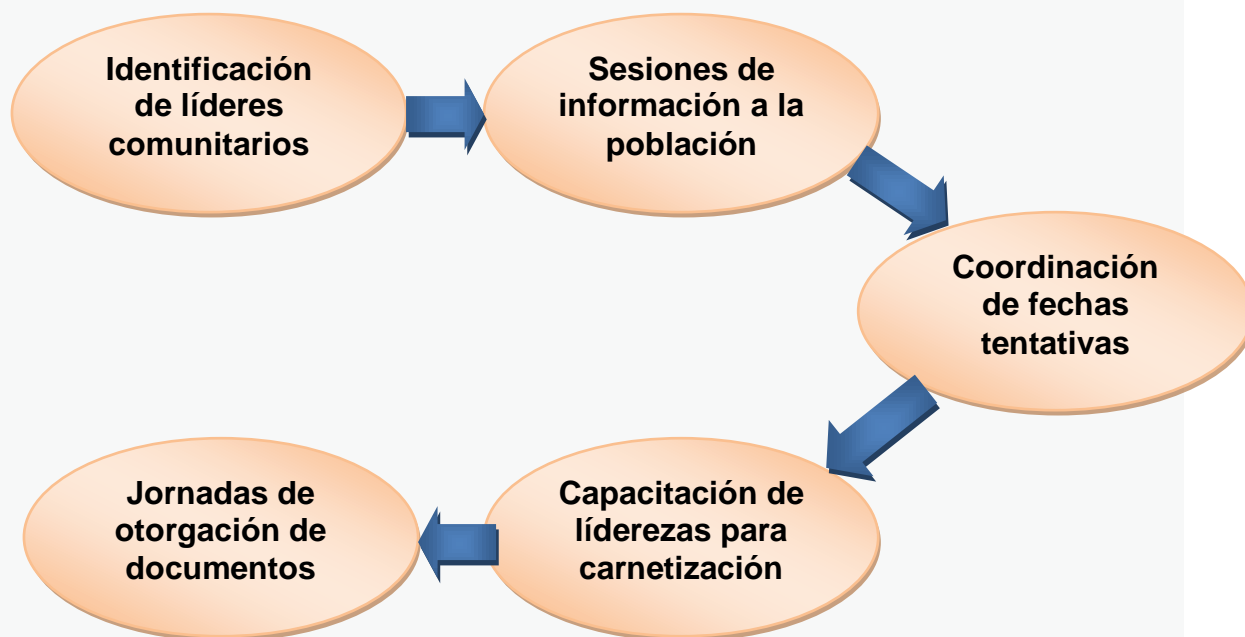 Identificación
de líderes
comunitarios
Sesiones de
información a la
población
Coordinación
de fechas
tentativas
Capacitación de
líderezas para
carnetización
Jornadas de
otorgación de
documentos